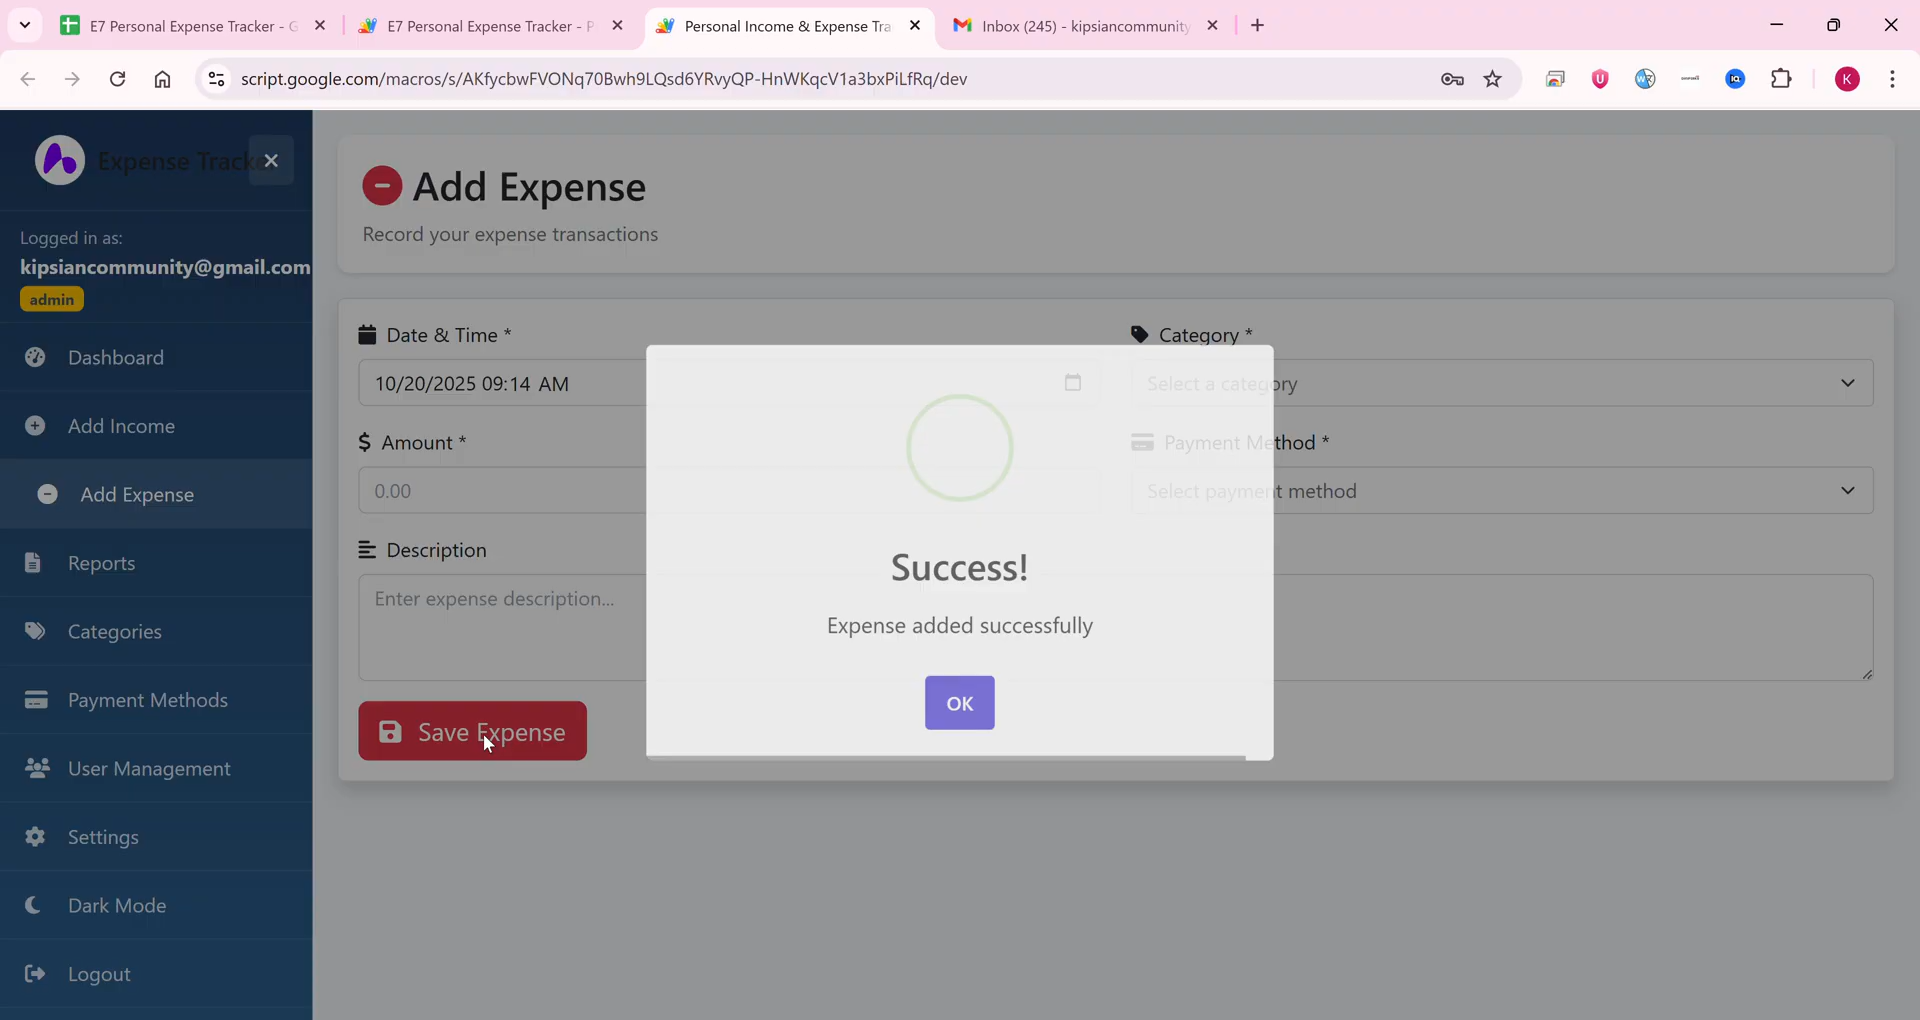 E7 Personal Expense Tracker - G
E7 Personal Expense Tracker - P
Personal Income & Expense Tra
Inbox (245) - kipsiancommunity
script.google.com/macros/s/AKfycbwFVONq70Bwh9LQsd6YRvyQP-HnWKqcV1a3bxPiLfRq/dev
K
Expense Tracke
Logged in as:
kipsiancommunity@gmail.com
admin
Dashboard
Add Income
Add Expense
Reports
Categories
Payment Methods
User Management
Settings
Dark Mode
Logout
Add Expense
Record your expense transactions
Date & Time *
Category *
10/20/2025 09:14 AM
Select a category
$ Amount *
Payment Method *
0.00
Select payment method
Description
Enter expense description...
Save Expense
Success!
Expense added successfully
OK